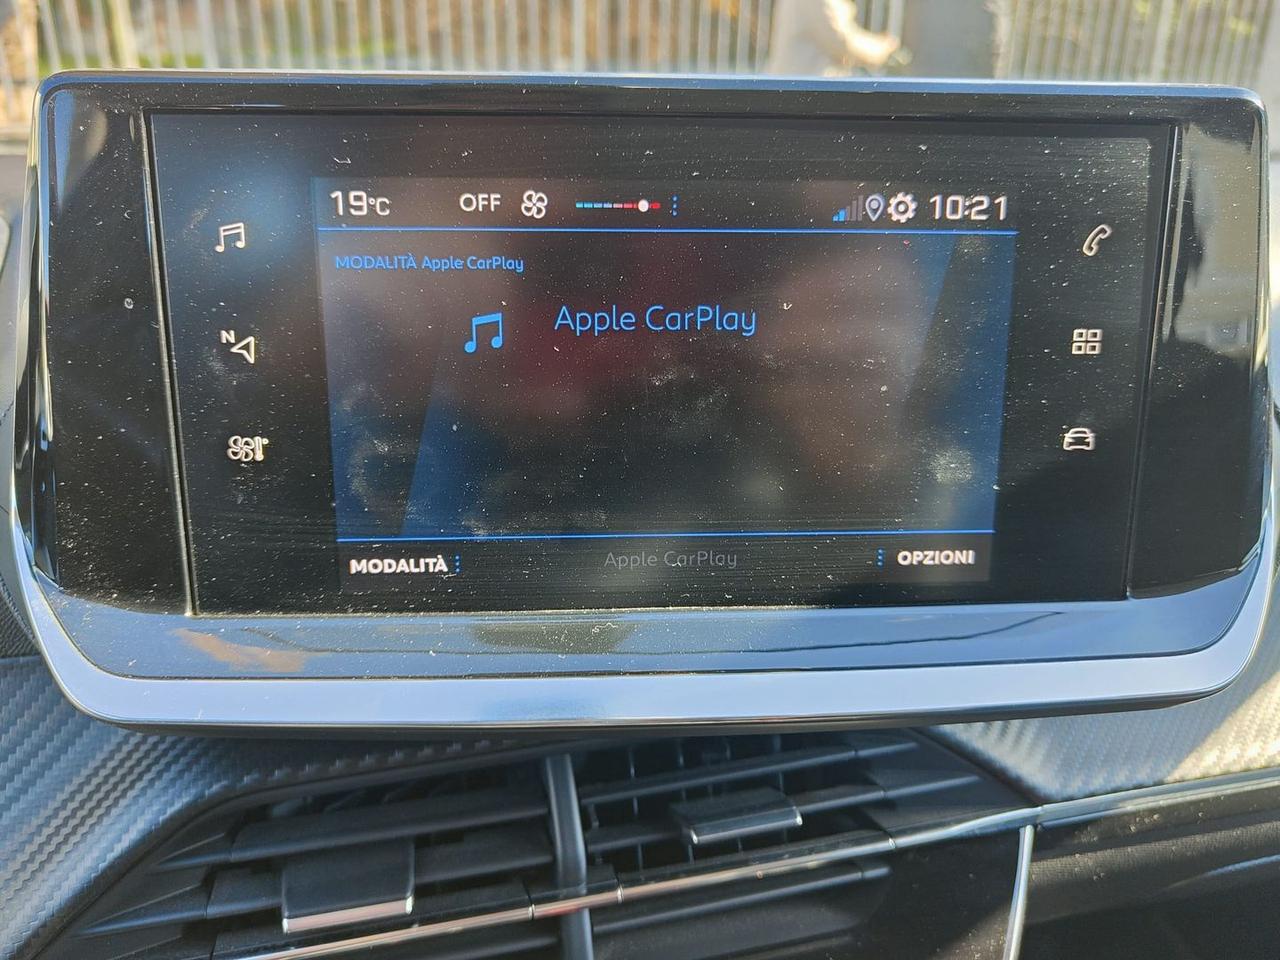 19°C OFF 10:21
MODALITÀ Apple CarPlay
Apple CarPlay
N
MODALITÀ Apple CarPlay OPZIONI